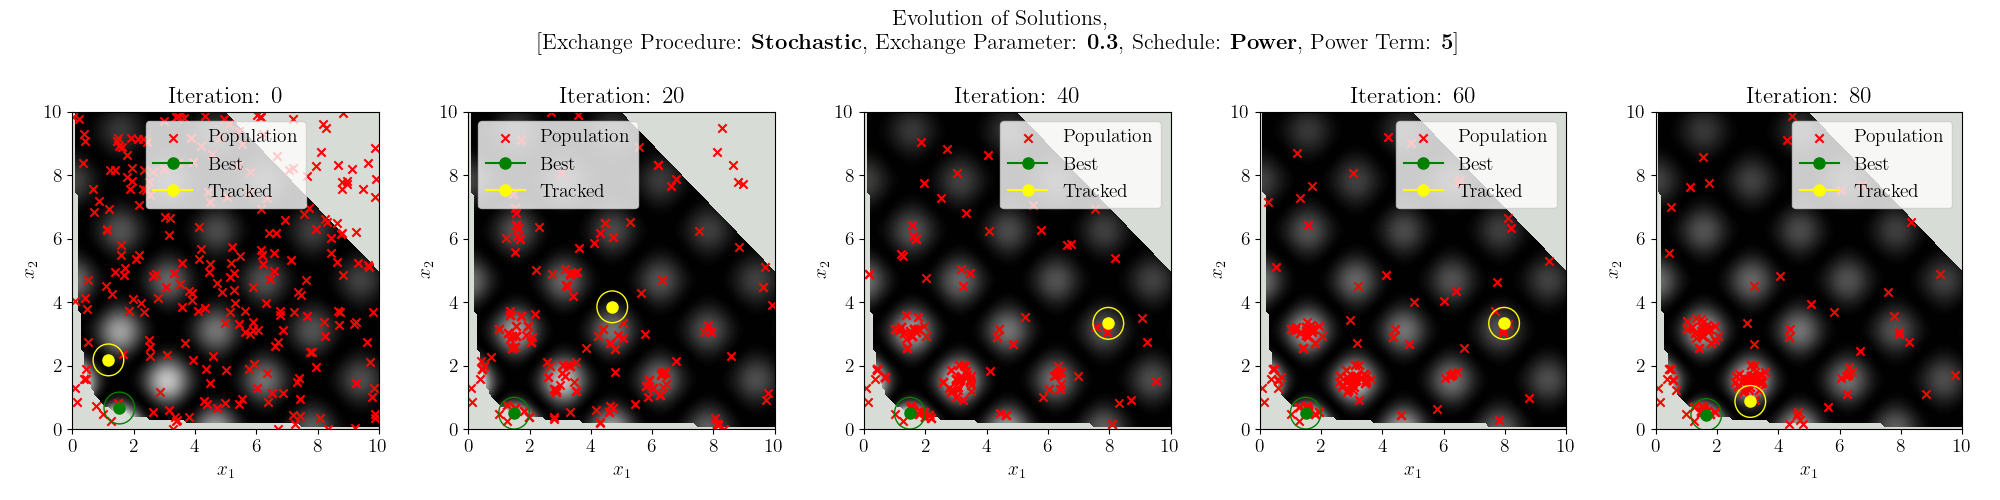 Evolution of Solutions,
[Exchange Procedure: Stochastic, Exchange Parameter: 0.3, Schedule: Power, Power Term: 5]
Iteration: 0
10
8
6
4
2
0
x2
0 2 4 6 8 10
x1
Population
Best
Tracked
Iteration: 20
10
8
6
4
2
0
x2
0 2 4 6 8 10
x1
Population
Best
Tracked
Iteration: 40
10
8
6
4
2
0
x2
0 2 4 6 8 10
x1
Population
Best
Tracked
Iteration: 60
10
8
6
4
2
0
x2
0 2 4 6 8 10
x1
Population
Best
Tracked
Iteration: 80
10
8
6
4
2
0
x2
0 2 4 6 8 10
x1
Population
Best
Tracked